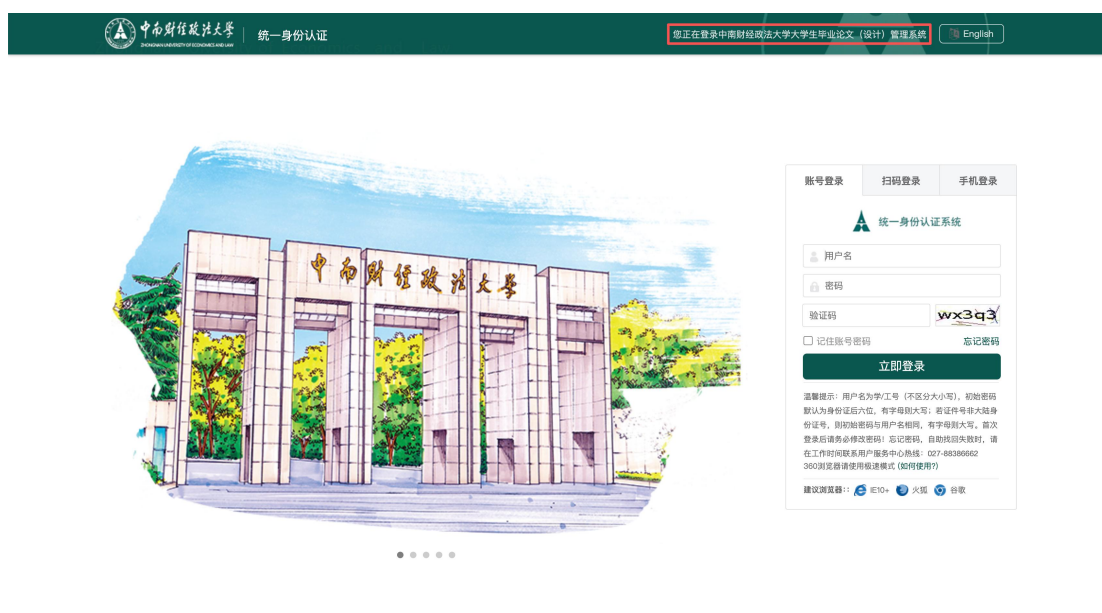 中南财经政法大学
ZHONGNAN UNIVERSITY OF ECONOMICS AND LAW
统一身份认证
您正在登录中南财经政法大学大学生毕业论文（设计）管理系统
English
中南财经政法大学
账号登录 扫码登录 手机登录
统一身份认证系统
用户名
密码
验证码 wx3q3
记住账号密码 忘记密码
立即登录
温馨提示：用户名为学/工号（不区分大小写），初始密码
默认为身份证后六位，有字母则大写；若证件号非大陆身
份证号，则初始密码与用户名相同，有字母则大写。首次
登录后请务必修改密码！忘记密码，自助找回失败时，请
在工作时间联系用户服务中心热线：027-88386662
360浏览器请使用极速模式 (如何使用?)
建议浏览器:： IE10+ 火狐 谷歌